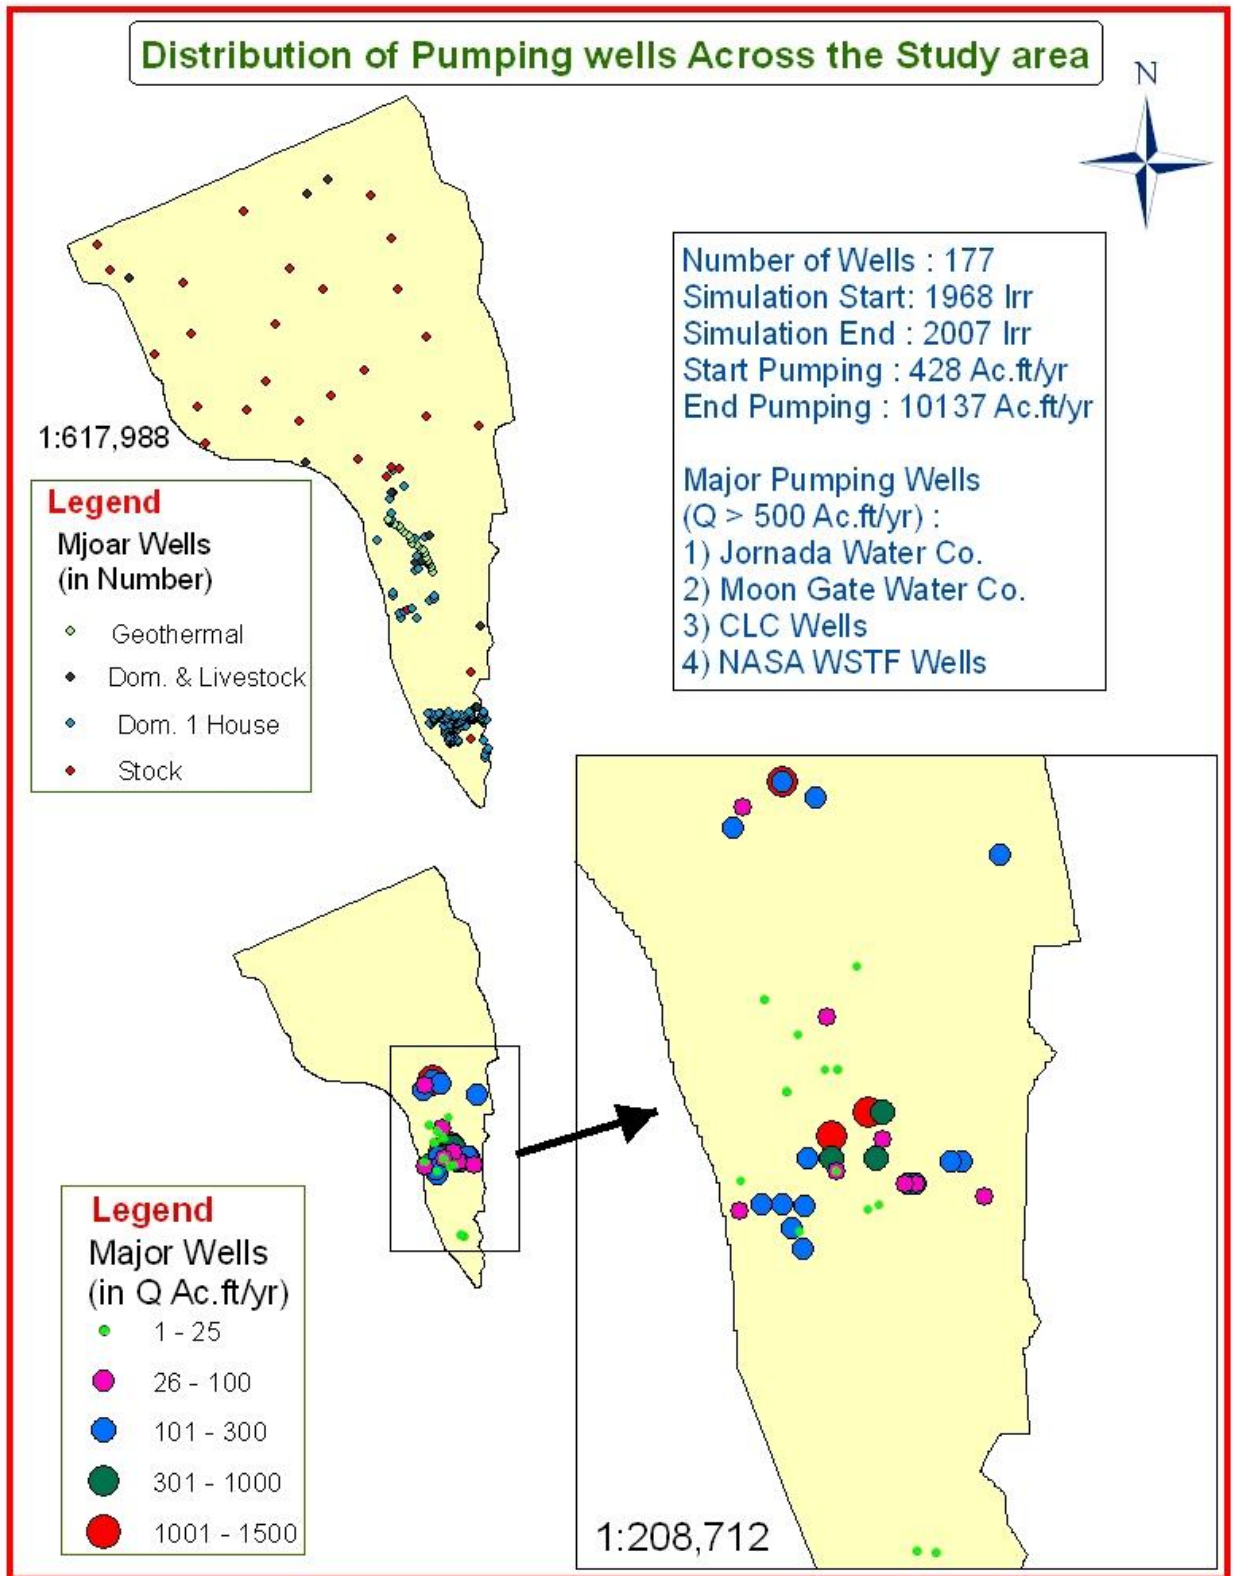 Distribution of Pumping wells Across the Study area
N
Number of Wells : 177
Simulation Start: 1968 Irr
Simulation End : 2007 Irr
Start Pumping : 428 Ac.ft/yr
End Pumping : 10137 Ac.ft/yr
Major Pumping Wells
(Q > 500 Ac.ft/yr) :
1) Jornada Water Co.
2) Moon Gate Water Co.
3) CLC Wells
4) NASA WSTF Wells
1:617,988
Legend
Mjoar Wells
(in Number)
Geothermal
Dom. & Livestock
Dom. 1 House
Stock
Legend
Major Wells
(in Q Ac.ft/yr)
1 - 25
26 - 100
101 - 300
301 - 1000
1001 - 1500
1:208,712